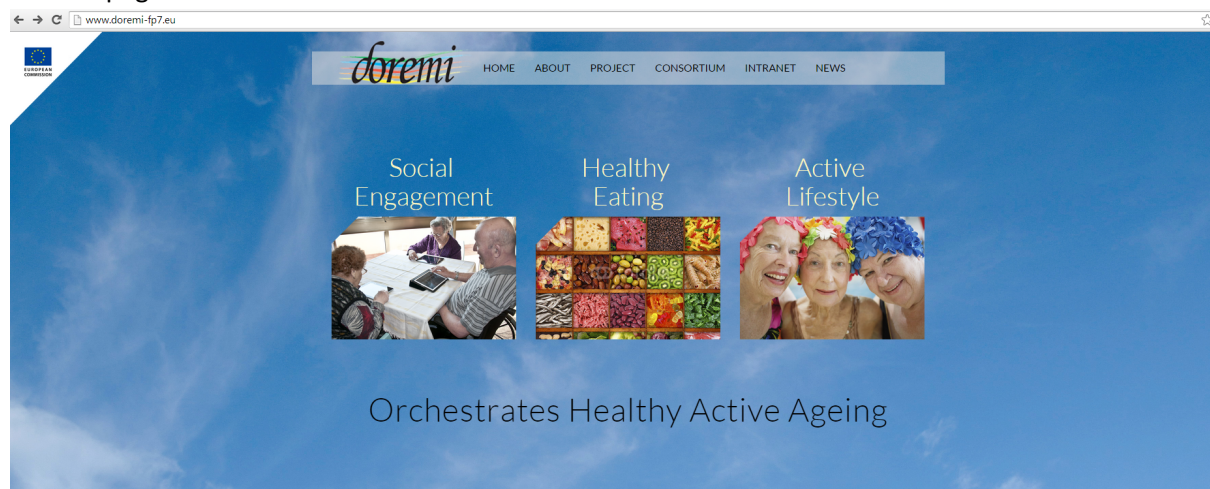 www.doremi-fp7.eu
EUROPEAN
COMMISSION
doremi HOME ABOUT PROJECT CONSORTIUM INTRANET NEWS
Social
Engagement
Healthy
Eating
Active
Lifestyle
Orchestrates Healthy Active Ageing